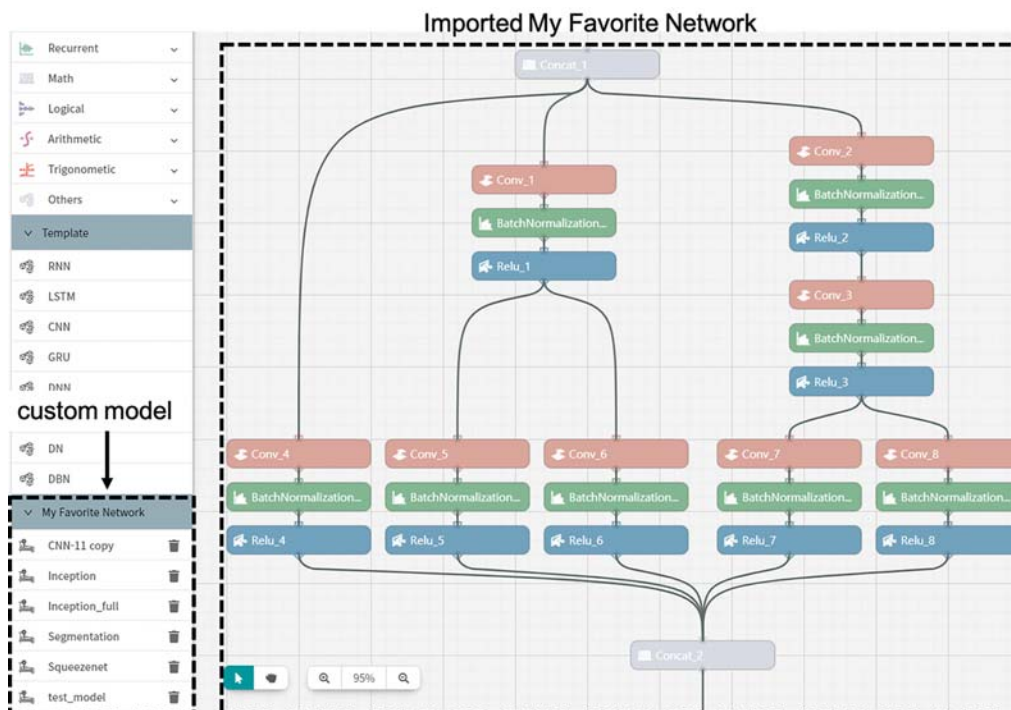 Imported My Favorite Network
Recurrent
Math
Logical
Arithmetic
Trigonometric
Others
Template
RNN
LSTM
CNN
GRU
DNN
custom model
DN
DBN
My Favorite Network
CNN-11 copy
Inception
Inception_full
Segmentation
Squeezenet
test_model
Concat_1
Conv_1
BatchNormalization...
Relu_1
Conv_2
BatchNormalization...
Relu_2
Conv_3
BatchNormalization...
Relu_3
Conv_4 Conv_5 Conv_6 Conv_7 Conv_8
BatchNormalization... BatchNormalization... BatchNormalization... BatchNormalization... BatchNormalization...
Relu_4 Relu_5 Relu_6 Relu_7 Relu_8
Concat_2
95%